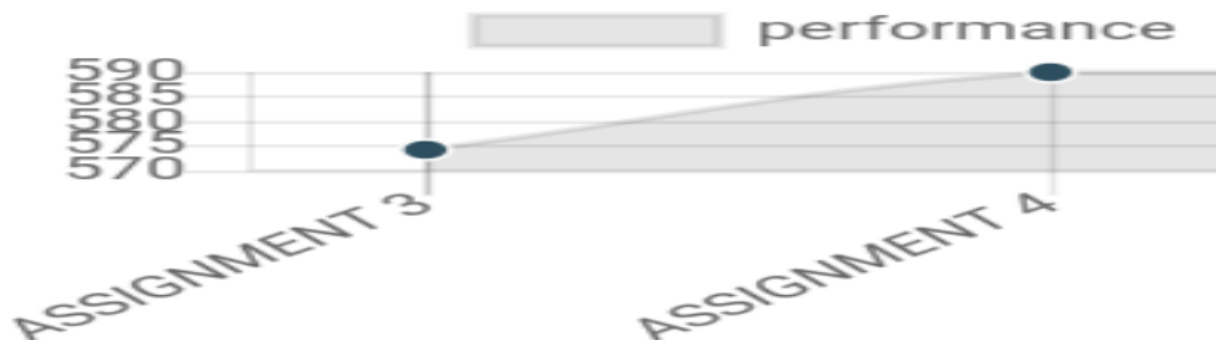 performance
590
585
580
575
570
ASSIGNMENT 3
ASSIGNMENT 4